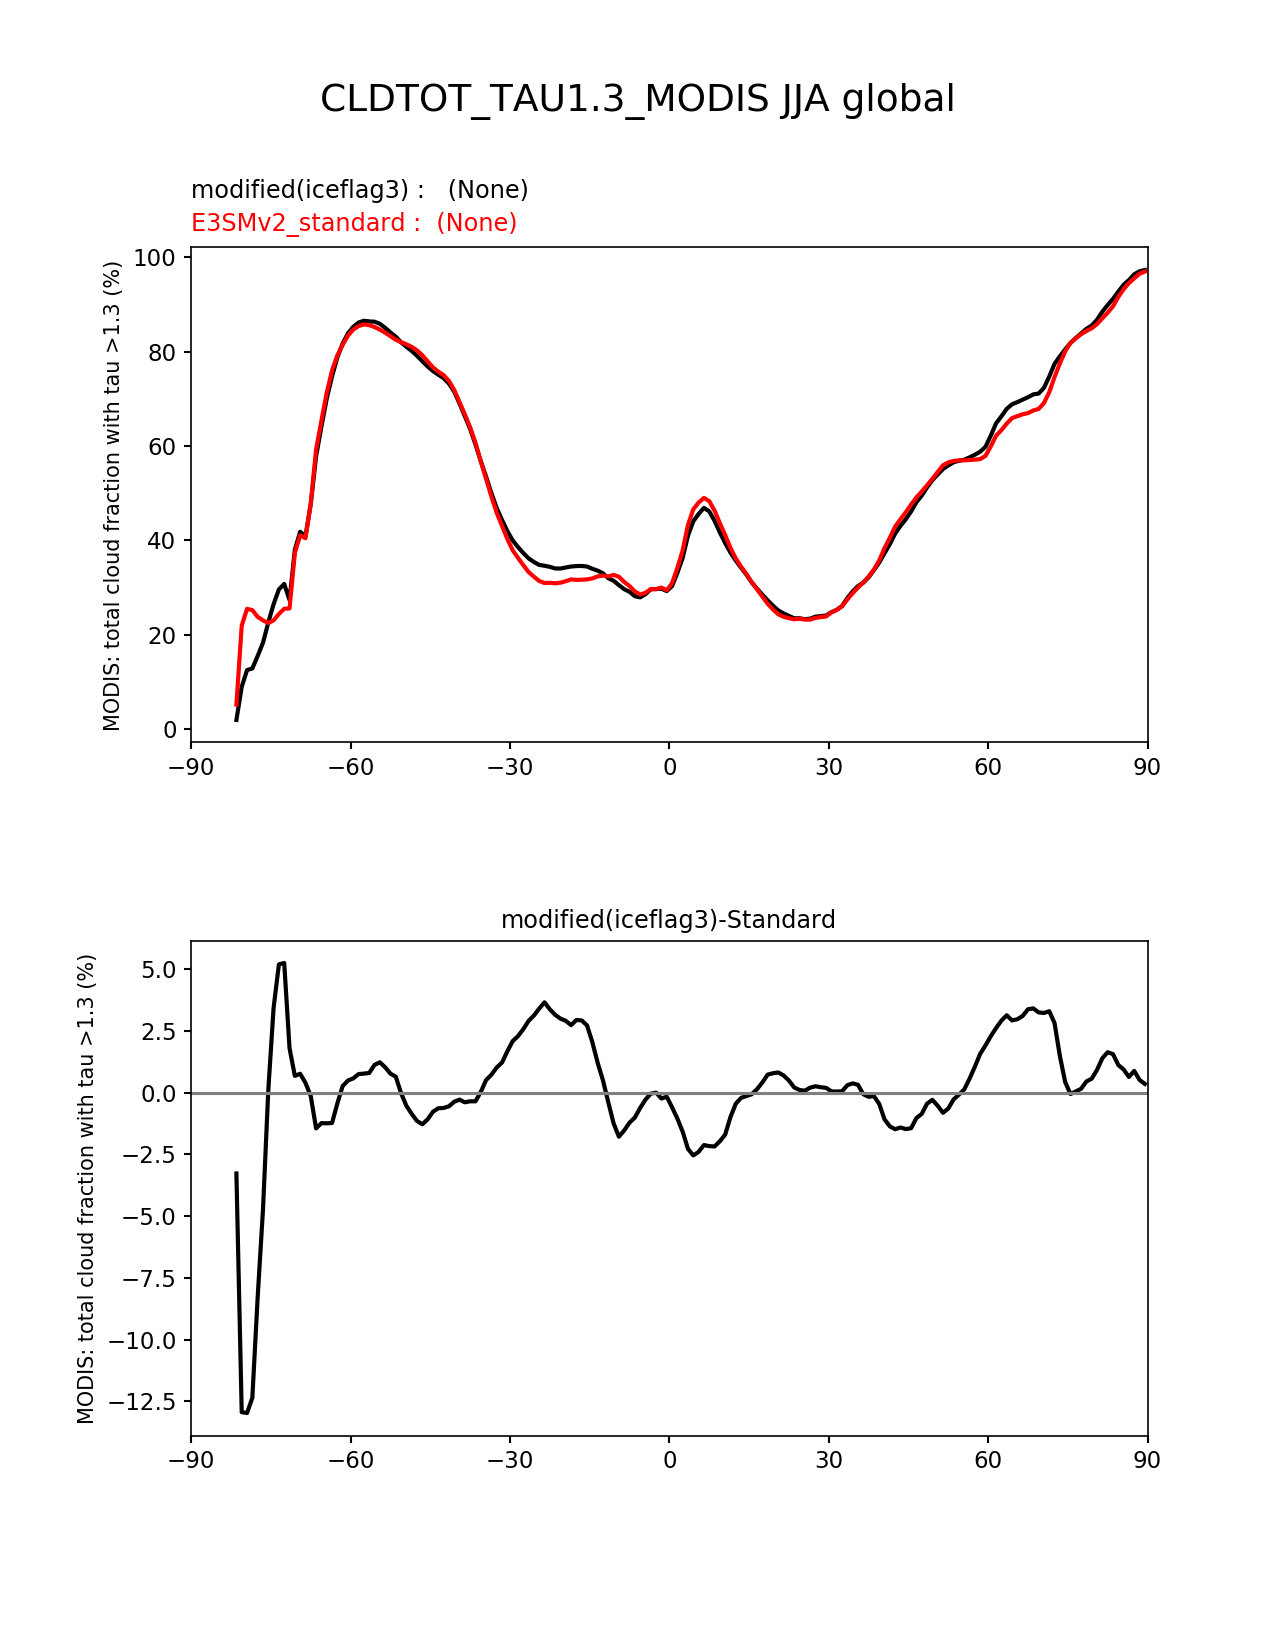 CLDTOT_TAU1.3_MODIS JJA global
modified(iceflag3) :   (None)
E3SMv2_standard :  (None)
MODIS: total cloud fraction with tau >1.3 (%)
100
80
60
40
20
0
−90 −60 −30 0 30 60 90
modified(iceflag3)-Standard
MODIS: total cloud fraction with tau >1.3 (%)
5.0
2.5
0.0
−2.5
−5.0
−7.5
−10.0
−12.5
−90 −60 −30 0 30 60 90